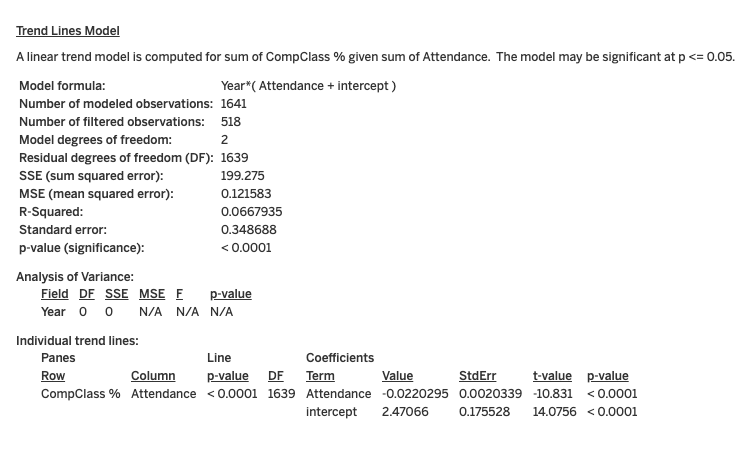 Trend Lines Model
A linear trend model is computed for sum of CompClass % given sum of Attendance.  The model may be significant at p <= 0.05.
Model formula: Year*( Attendance + intercept )
Number of modeled observations: 1641
Number of filtered observations: 518
Model degrees of freedom: 2
Residual degrees of freedom (DF): 1639
SSE (sum squared error): 199.275
MSE (mean squared error): 0.121583
R-Squared: 0.0667935
Standard error: 0.348688
p-value (significance): < 0.0001
Analysis of Variance:
Field DF SSE MSE F p-value
Year 0 0 N/A N/A N/A
Individual trend lines:
Panes Line Coefficients
Row Column p-value DF Term Value StdErr t-value p-value
CompClass % Attendance < 0.0001 1639 Attendance -0.0220295 0.0020339 -10.831 < 0.0001
intercept 2.47066 0.175528 14.0756 < 0.0001